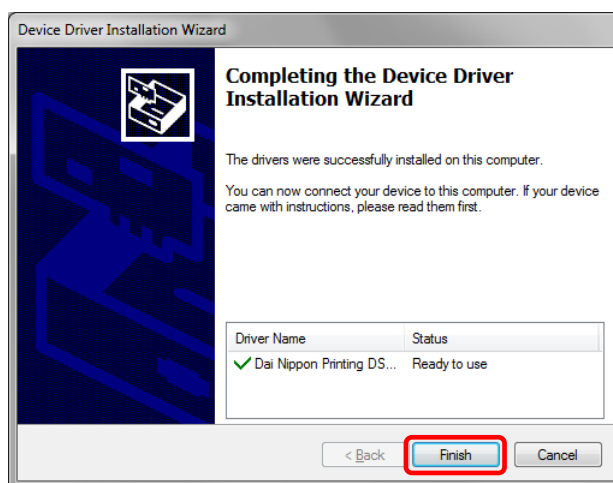 Device Driver Installation Wizard
Completing the Device Driver
Installation Wizard
The drivers were successfully installed on this computer.
You can now connect your device to this computer. If your device
came with instructions, please read them first.
Driver Name Status
Dai Nippon Printing DS... Ready to use
< Back Finish Cancel